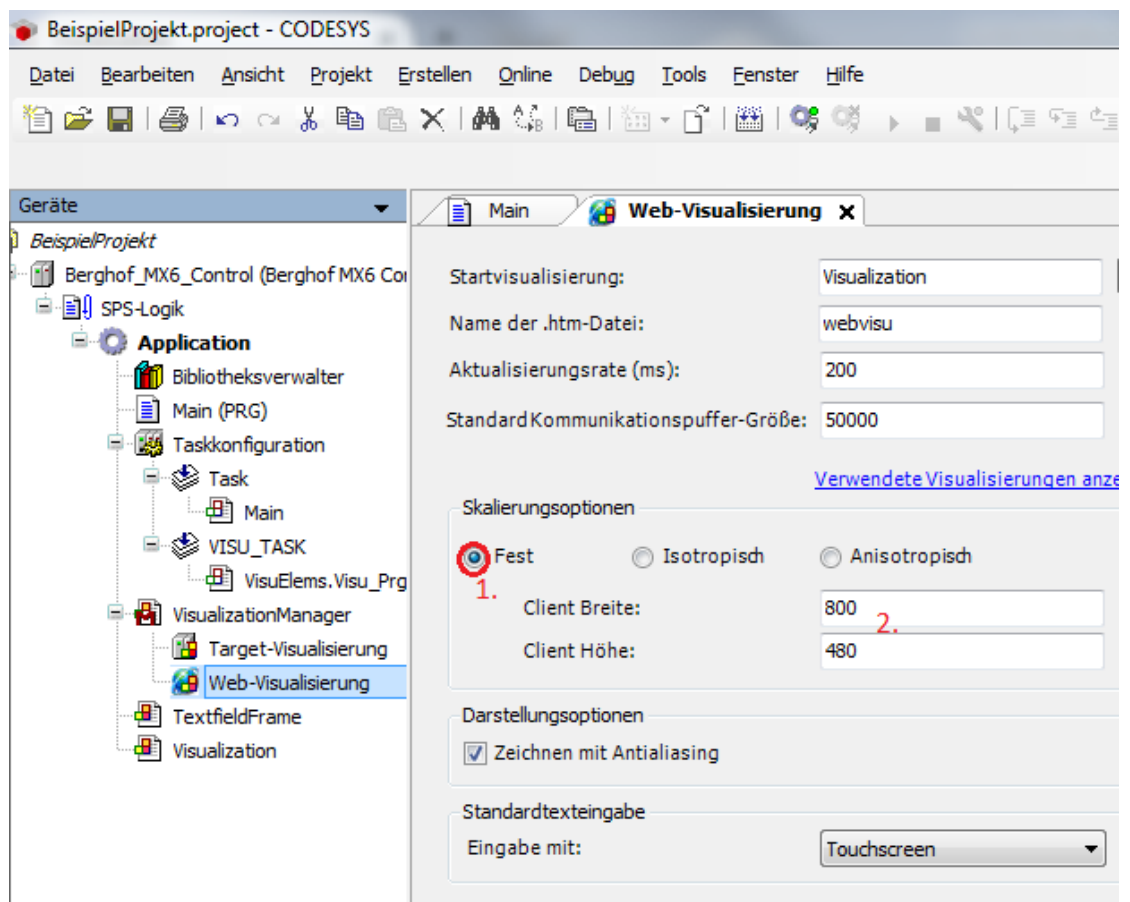 BeispielProjekt.project - CODESYS
Datei Bearbeiten Ansicht Projekt Erstellen Online Debug Tools Fenster Hilfe
Geräte
BeispielProjekt
Berghof_MX6_Control (Berghof MX6 Co
SPS-Logik
Application
Bibliotheksverwalter
Main (PRG)
Taskkonfiguration
Task
Main
VISU_TASK
VisuElems.Visu_Prg
VisualizationManager
Target-Visualisierung
Web-Visualisierung
TextfieldFrame
Visualization
Main Web-Visualisierung
Startvisualisierung: Visualization
Name der .htm-Datei: webvisu
Aktualisierungsrate (ms): 200
Standard Kommunikationspuffer-Größe: 50000
Verwendete Visualisierungen anze
Skalierungsoptionen
Fest Isotropisch Anisotropisch
1.
Client Breite: 800
2.
Client Höhe: 480
Darstellungsoptionen
Zeichnen mit Antialiasing
Standardtexteingabe
Eingabe mit: Touchscreen